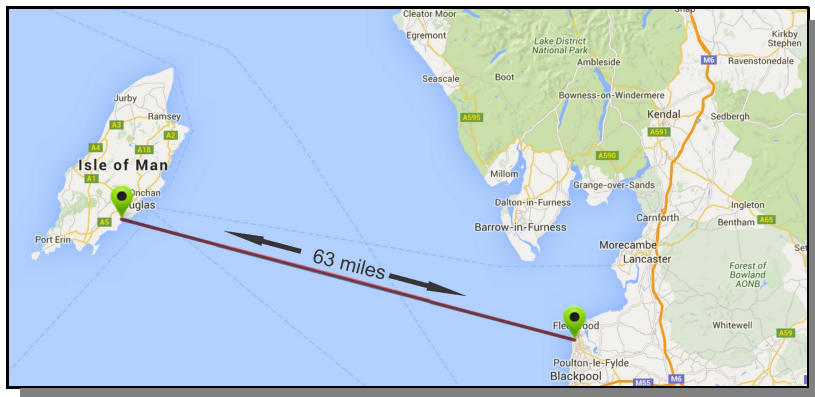 Cleator Moor
Egremont
Lake District
National Park
Kirkby
Stephen
M6
Ravenstonedale
Ambleside
Seascale
Boot
Bowness-on-Windermere
Jurby
Ramsey
A3
A2
A595
Kendal
Sedbergh
A591
A4
A18
Isle of Man
A590
A1
Millom
Grange-over-Sands
Onchan
Dalton-in-Furness
Ingleton
A5
Carnforth
Bentham
A65
Barrow-in-Furness
Port Erin
Morecambe
Lancaster
63 miles
Forest of
Bowland
AONB
Whitewell
A59
Poulton-le-Fylde
Blackpool
M55
M6